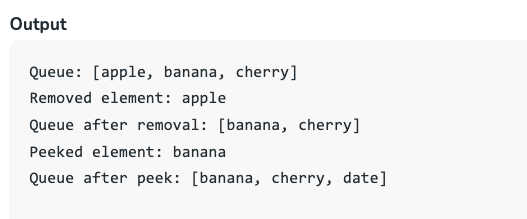 Output
Queue: [apple, banana, cherry]
Removed element: apple
Queue after removal: [banana, cherry]
Peeked element: banana
Queue after peek: [banana, cherry, date]